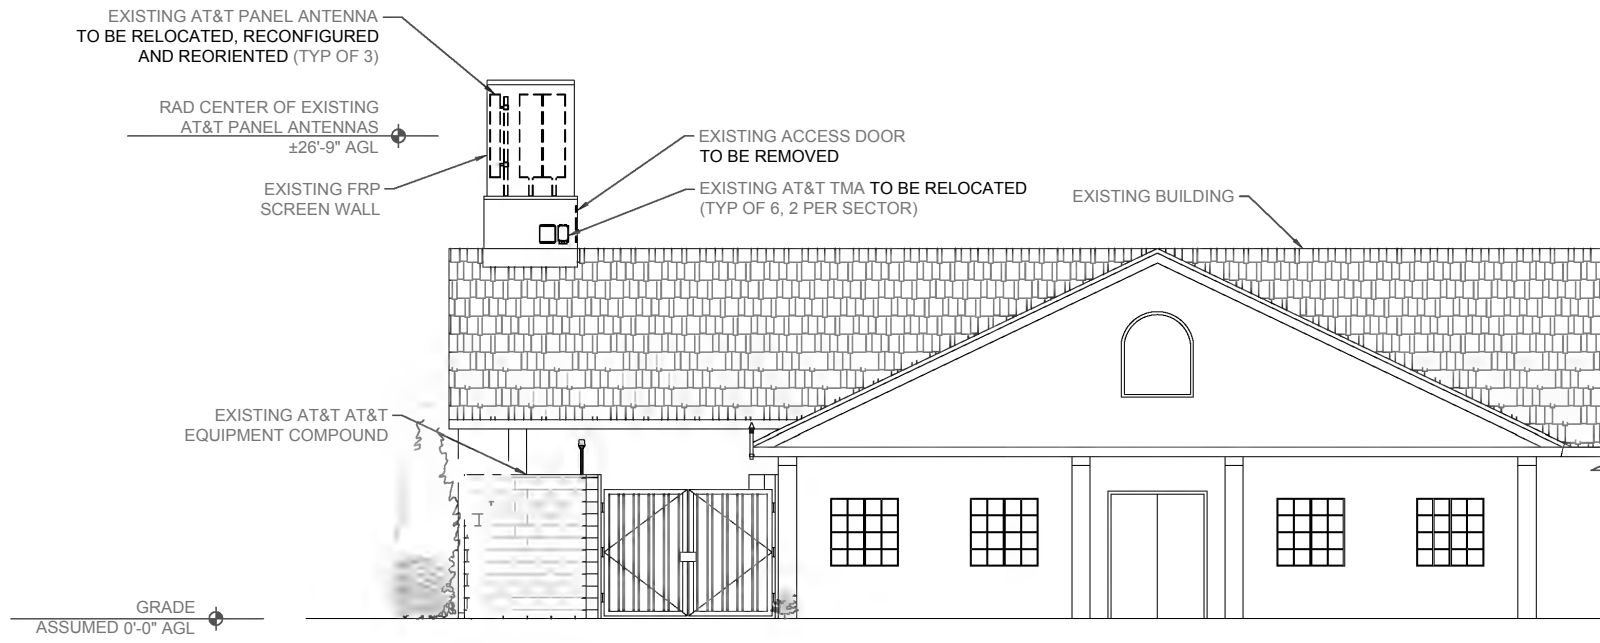 EXISTING AT&T PANEL ANTENNA
TO BE RELOCATED, RECONFIGURED
AND REORIENTED (TYP OF 3)
RAD CENTER OF EXISTING
AT&T PANEL ANTENNAS
±26'-9" AGL
EXISTING FRP
SCREEN WALL
EXISTING ACCESS DOOR
TO BE REMOVED
EXISTING AT&T TMA TO BE RELOCATED
(TYP OF 6, 2 PER SECTOR)
EXISTING BUILDING
EXISTING AT&T AT&T
EQUIPMENT COMPOUND
GRADE
ASSUMED 0'-0" AGL